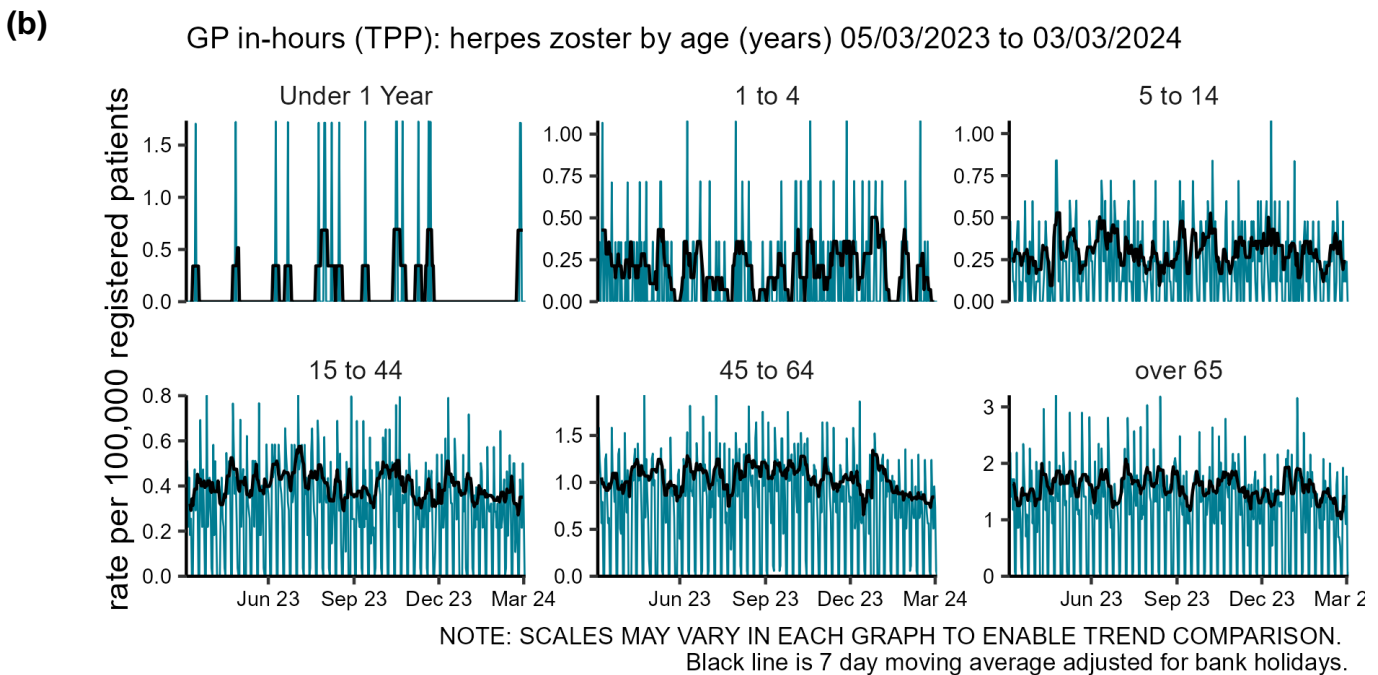 (b)
GP in-hours (TPP): herpes zoster by age (years) 05/03/2023 to 03/03/2024
rate per 100,000 registered patients
Under 1 Year
1.5
1.0
0.5
0.0
1 to 4
1.00
0.75
0.50
0.25
0.00
5 to 14
1.00
0.75
0.50
0.25
0.00
15 to 44
0.8
0.6
0.4
0.2
0.0
Jun 23 Sep 23 Dec 23 Mar 24
45 to 64
1.5
1.0
0.5
0.0
Jun 23 Sep 23 Dec 23 Mar 24
over 65
3
2
1
0
Jun 23 Sep 23 Dec 23 Mar 2
NOTE: SCALES MAY VARY IN EACH GRAPH TO ENABLE TREND COMPARISON.
Black line is 7 day moving average adjusted for bank holidays.